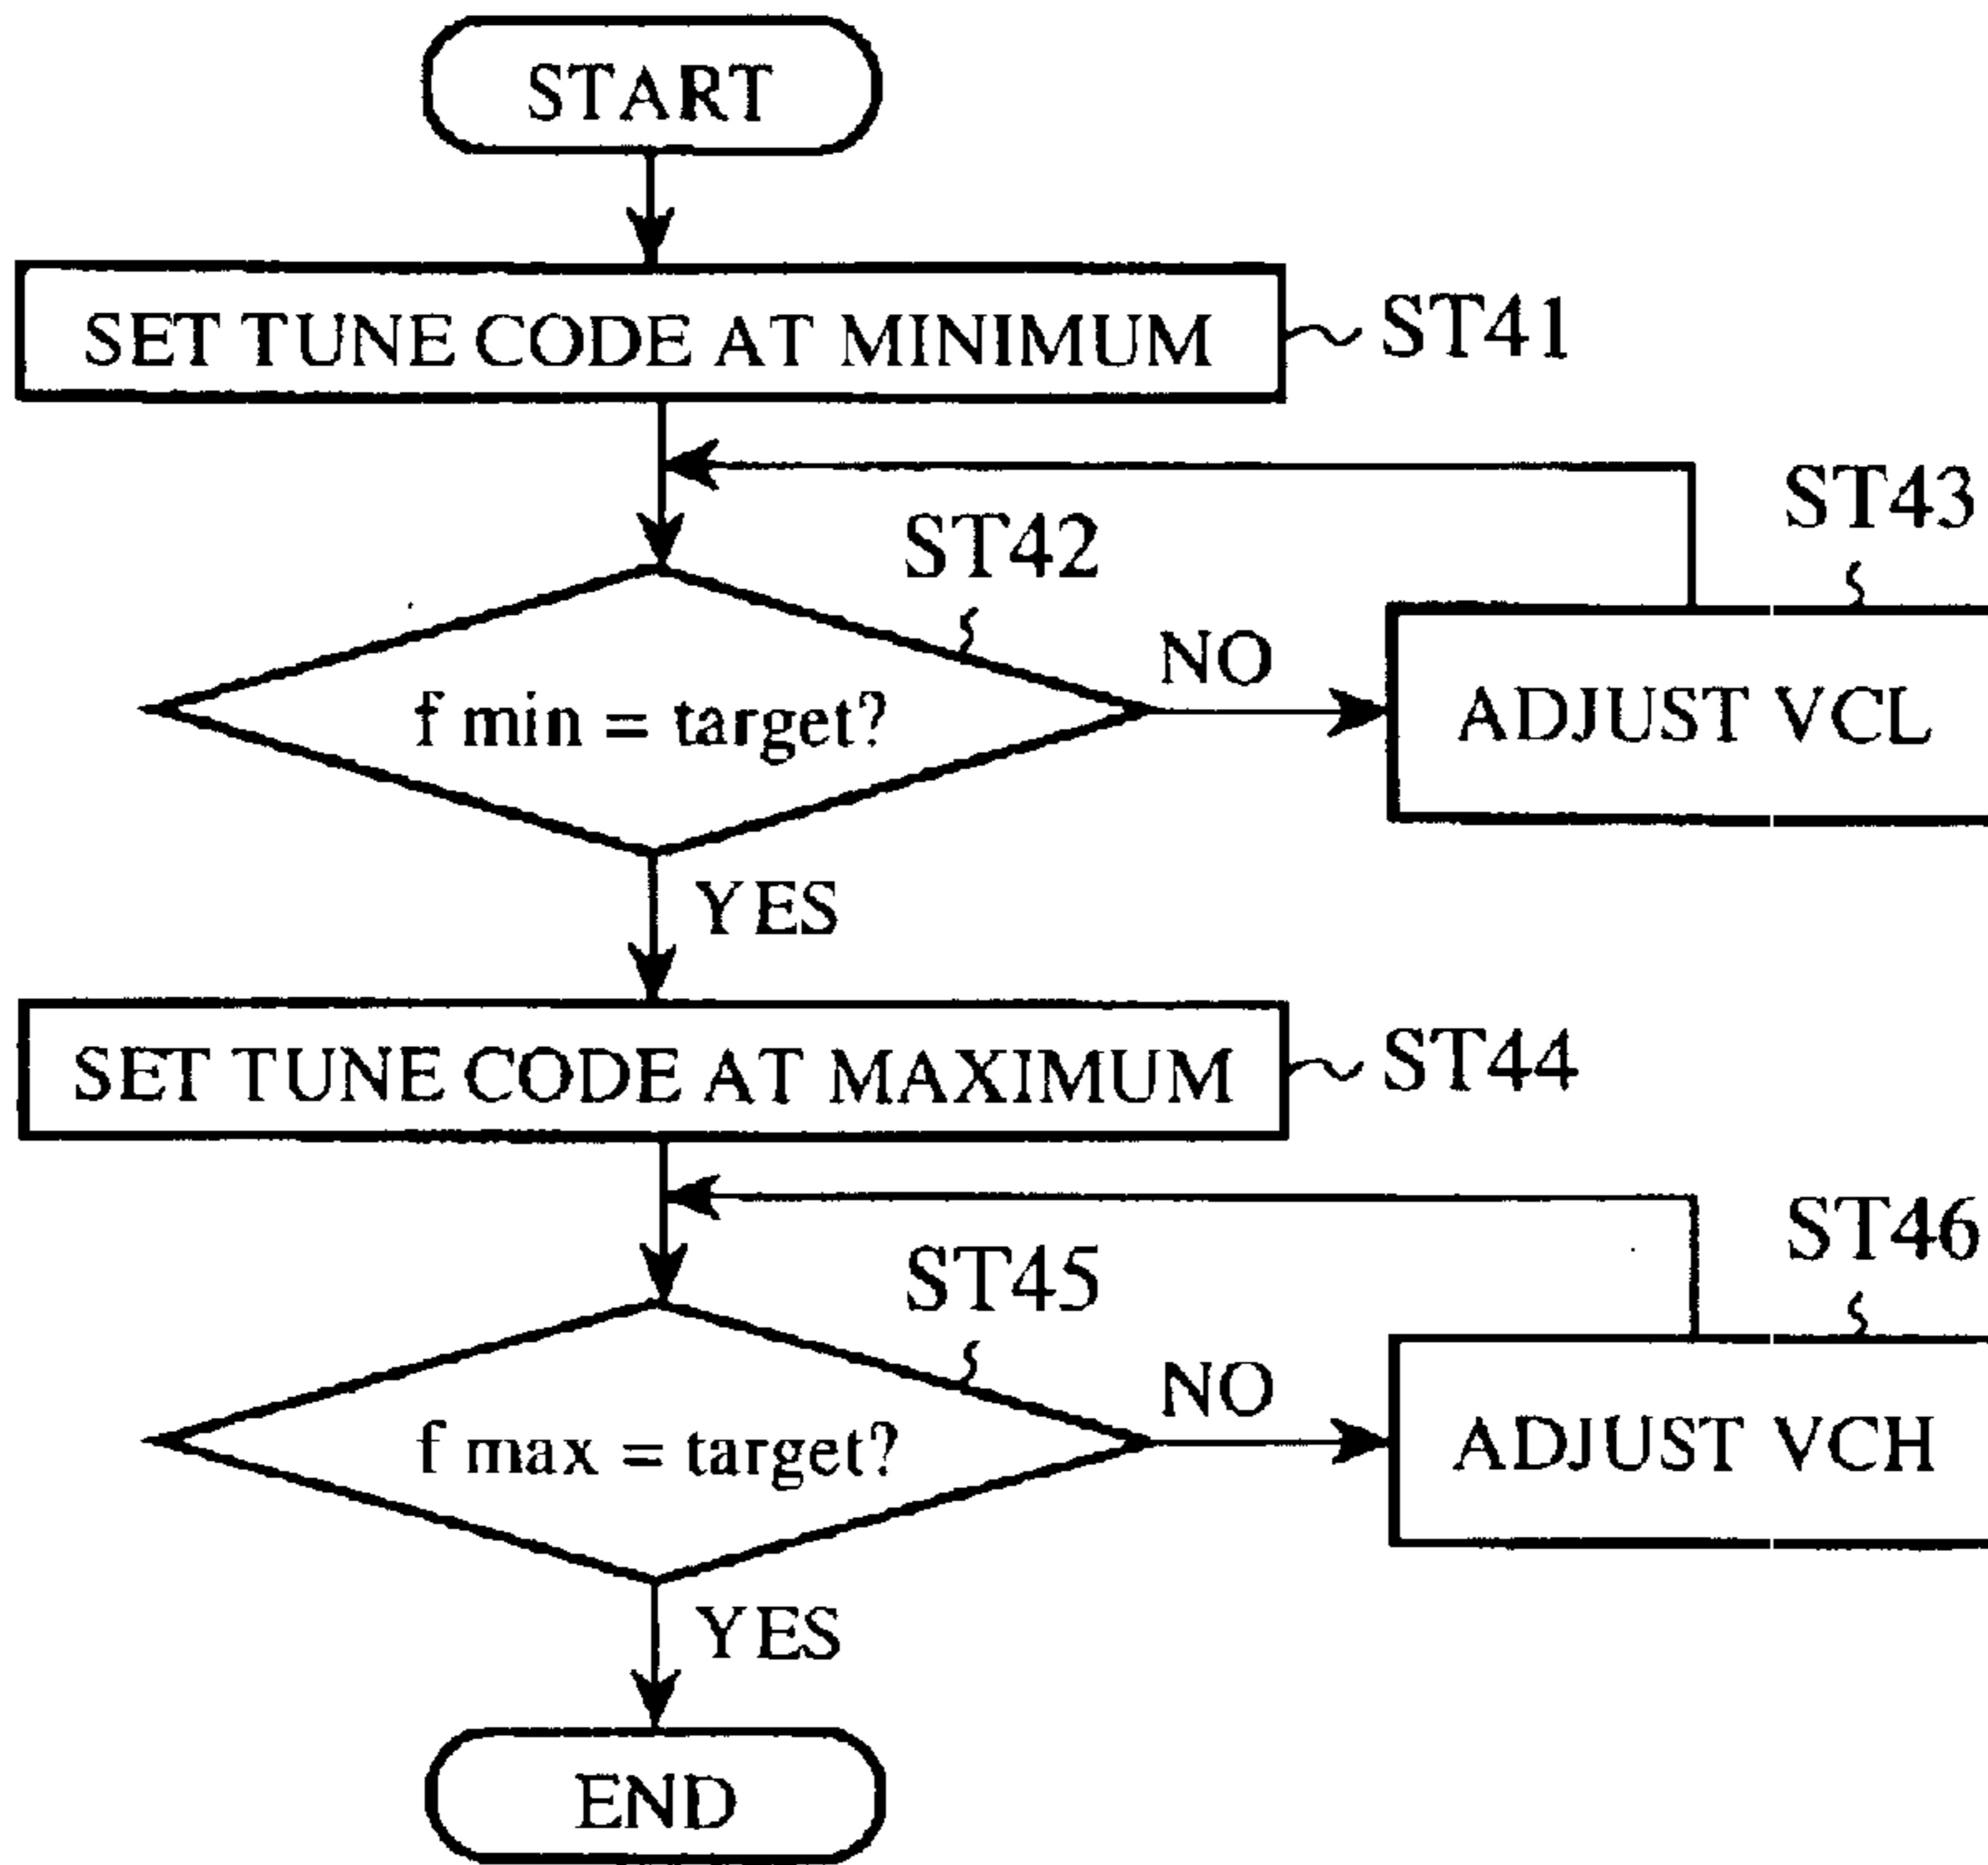 START
SET TUNE CODE AT MINIMUM
ST41
ST42
ST43
f min = target?
NO
ADJUST VCL
YES
SET TUNE CODE AT MAXIMUM
ST44
ST45
ST46
f max = target?
NO
ADJUST VCH
YES
END